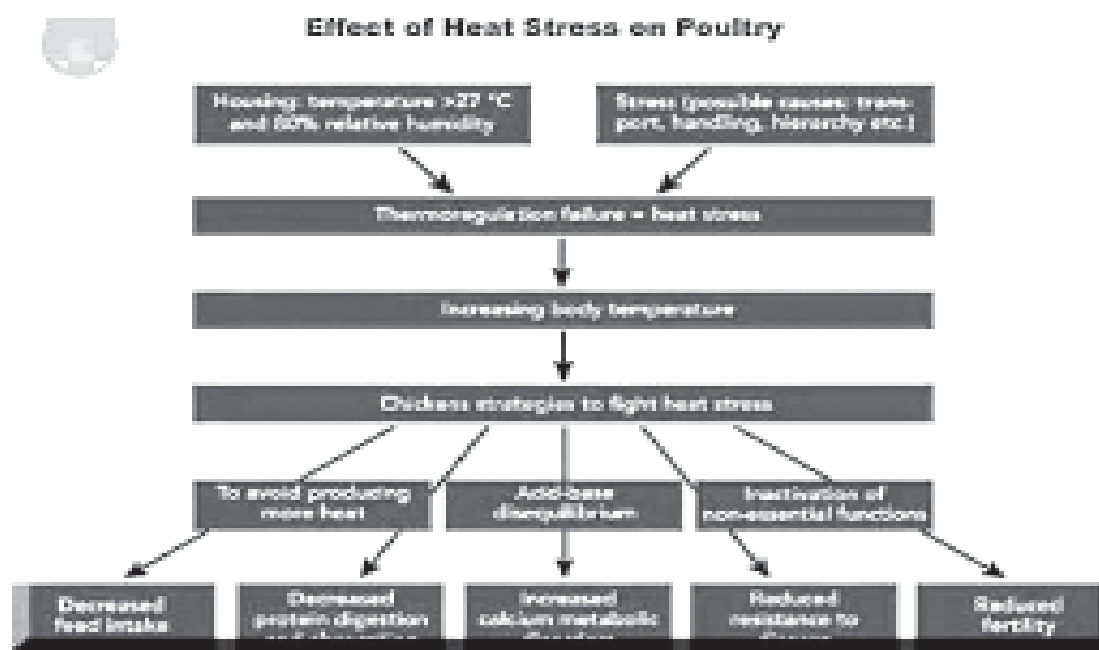 Effect of Heat Stress on Poultry
Housing: temperature >27 °C
and 80% relative humidity
Stress (possible causes: trans-
port, handling, hierarchy etc.)
Thermoregulation failure = heat stress
Increasing body temperature
Chickens strategies to fight heat stress
To avoid producing
more heat
Acid-base
disequilibrium
Inactivation of
non-essential functions
Decreased
feed intake
Decreased
protein digestion
Increased
calcium metabolic
Reduced
resistance to
Reduced
fertility